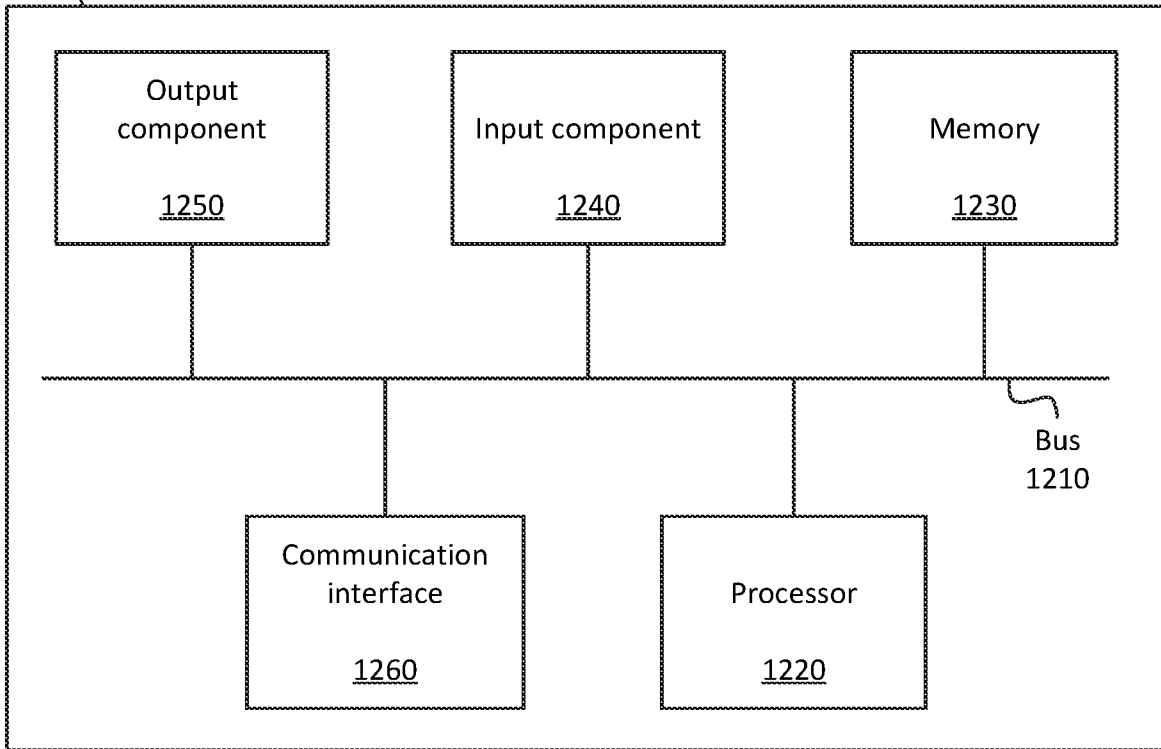 Output
component
1250
Input component
1240
Memory
1230
Bus
1210
Communication
interface
1260
Processor
1220